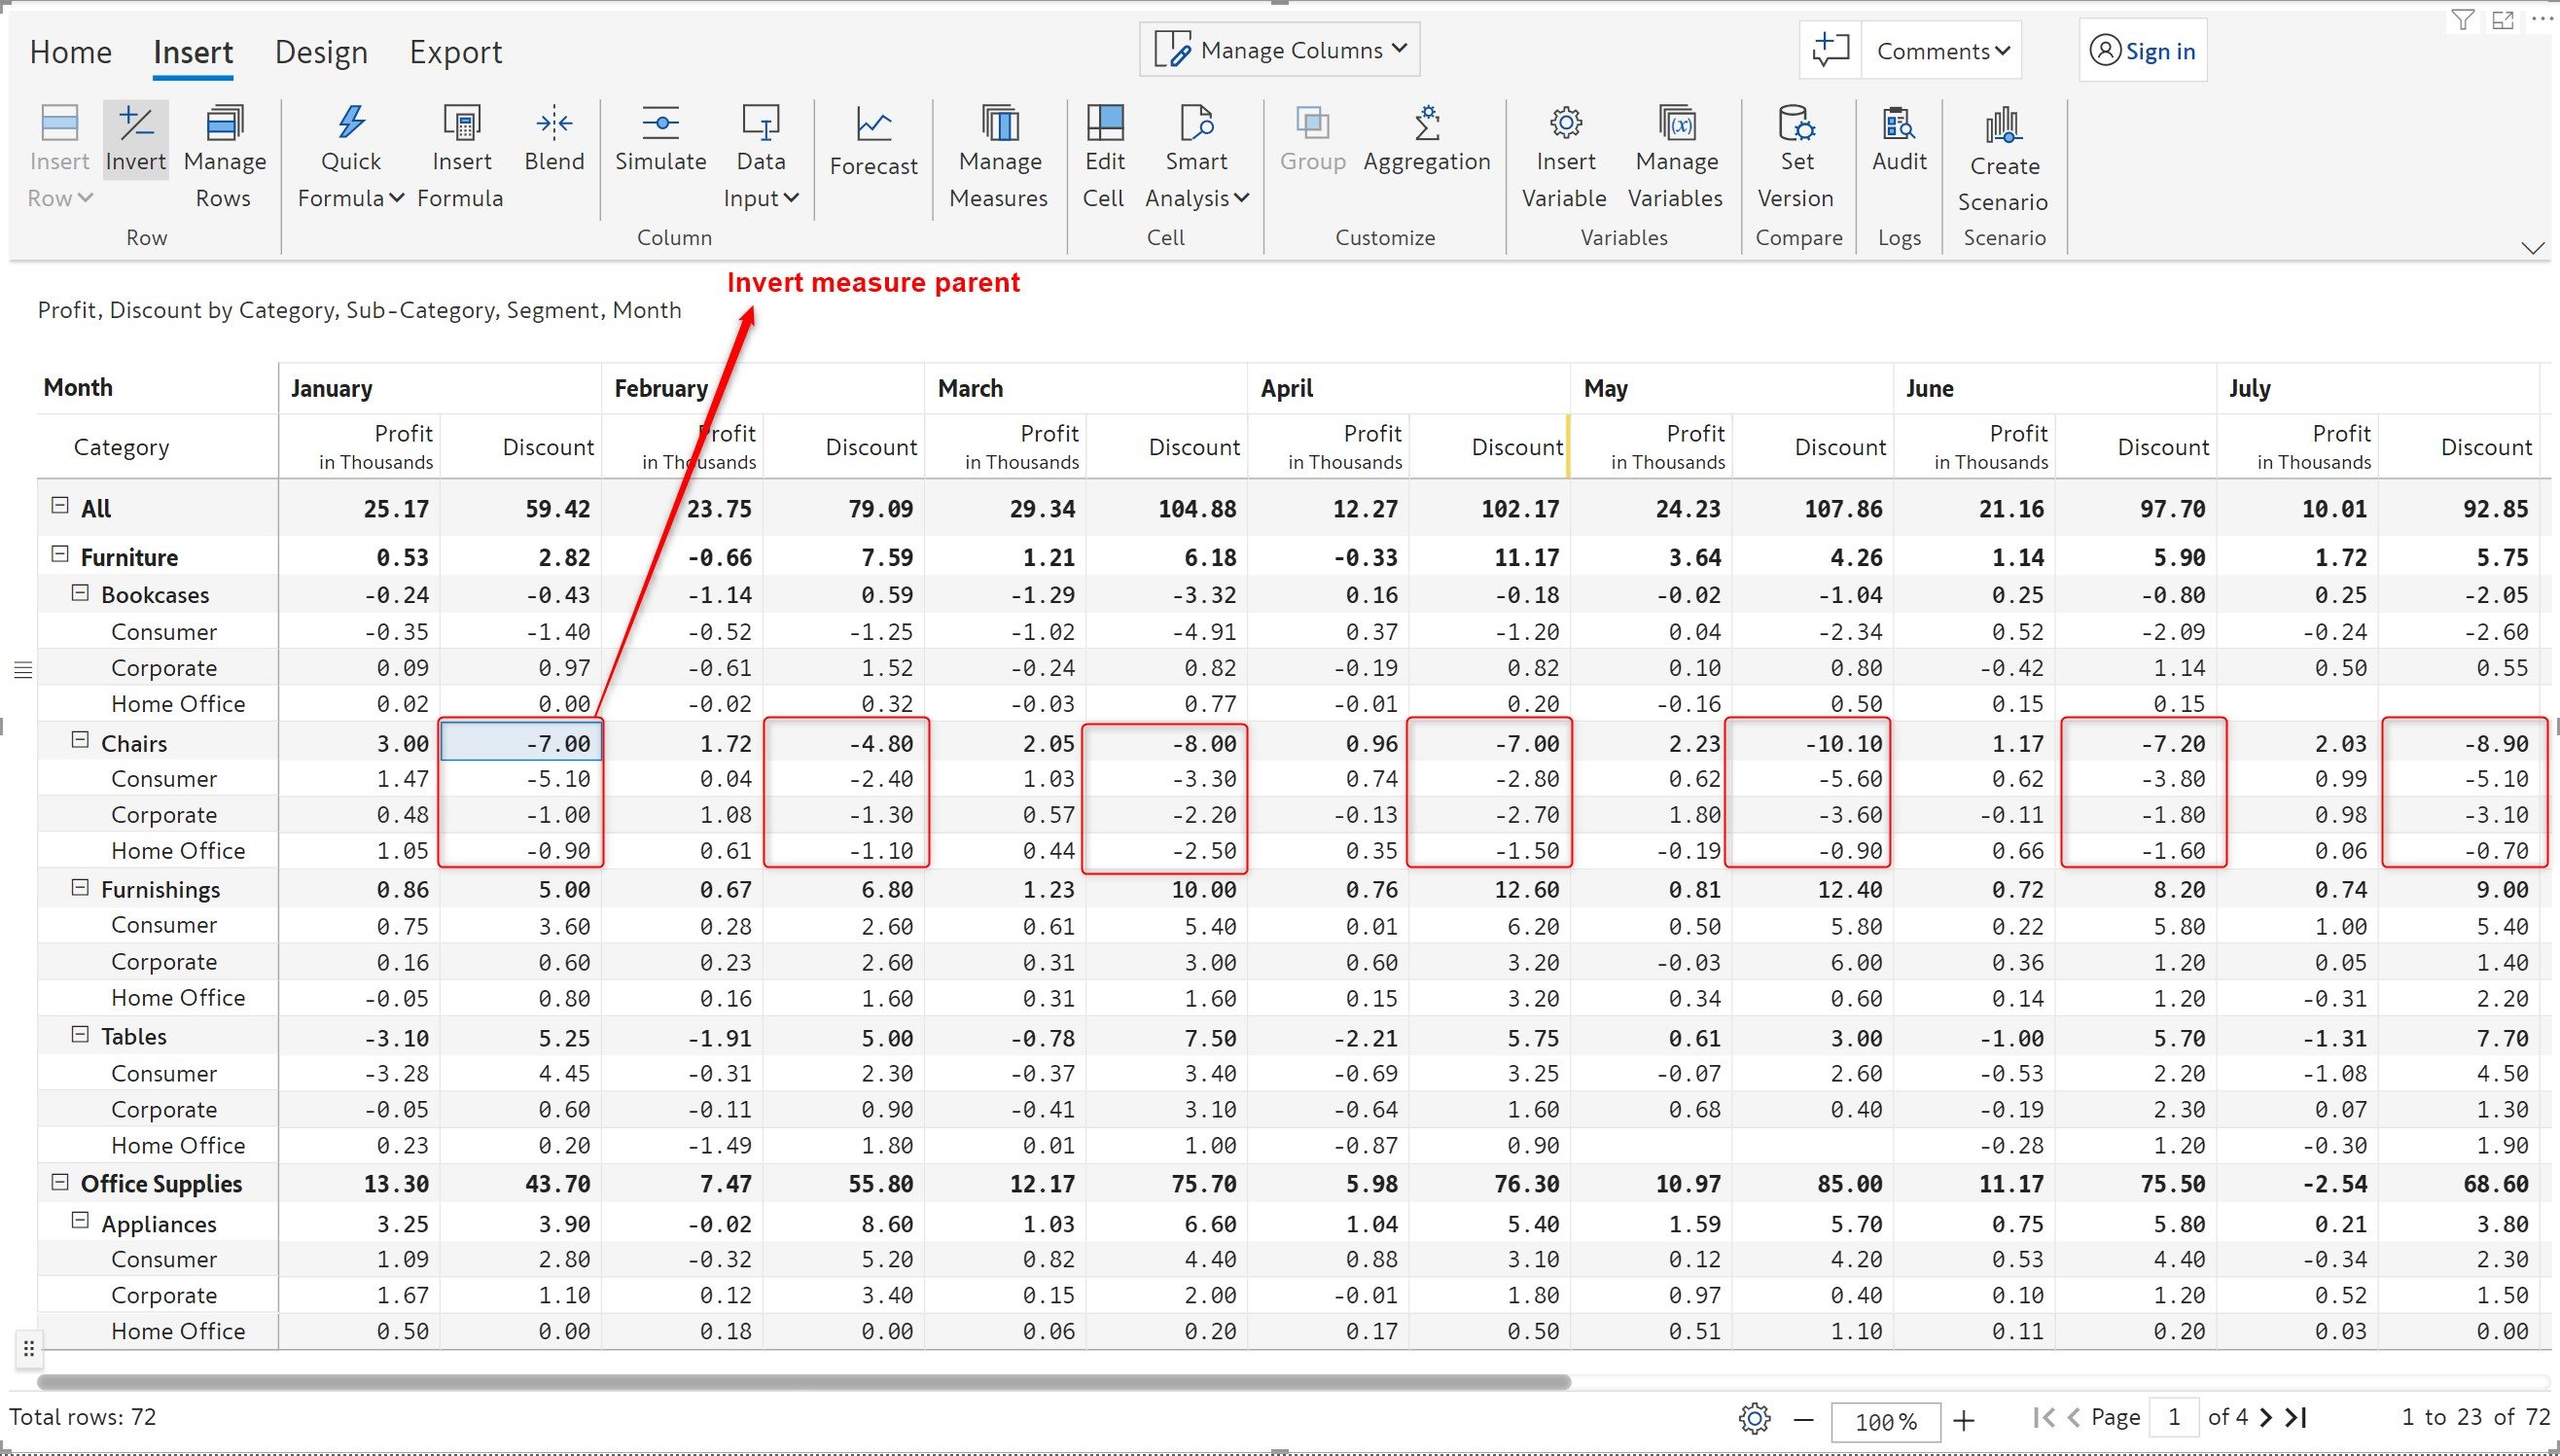 Home Insert Design Export Manage Columns Comments Sign in
Insert Row Invert Manage Rows Quick Formula Insert Formula Blend Simulate Data Input Forecast Manage Measures Edit Cell Smart Analysis Group Aggregation Insert Variable Manage Variables Set Version Audit Create Scenario
Row Column Cell Customize Variables Compare Logs Scenario
Invert measure parent
Profit, Discount by Category, Sub-Category, Segment, Month
Month January February March April May June July
Category Profit in Thousands Discount Profit in Thousands Discount Profit in Thousands Discount Profit in Thousands Discount Profit in Thousands Discount Profit in Thousands Discount Profit in Thousands Discount
All 25.17 59.42 23.75 79.09 29.34 104.88 12.27 102.17 24.23 107.86 21.16 97.70 10.01 92.85
Furniture 0.53 2.82 -0.66 7.59 1.21 6.18 -0.33 11.17 3.64 4.26 1.14 5.90 1.72 5.75
Bookcases -0.24 -0.43 -1.14 0.59 -1.29 -3.32 0.16 -0.18 -0.02 -1.04 0.25 -0.80 0.25 -2.05
Consumer -0.35 -1.40 -0.52 -1.25 -1.02 -4.91 0.37 -1.20 0.04 -2.34 0.52 -2.09 -0.24 -2.60
Corporate 0.09 0.97 -0.61 1.52 -0.24 0.82 -0.19 0.82 0.10 0.80 -0.42 1.14 0.50 0.55
Home Office 0.02 0.00 -0.02 0.32 -0.03 0.77 -0.01 0.20 -0.16 0.50 0.15 0.15
Chairs 3.00 -7.00 1.72 -4.80 2.05 -8.00 0.96 -7.00 2.23 -10.10 1.17 -7.20 2.03 -8.90
Consumer 1.47 -5.10 0.04 -2.40 1.03 -3.30 0.74 -2.80 0.62 -5.60 0.62 -3.80 0.99 -5.10
Corporate 0.48 -1.00 1.08 -1.30 0.57 -2.20 -0.13 -2.70 1.80 -3.60 -0.11 -1.80 0.98 -3.10
Home Office 1.05 -0.90 0.61 -1.10 0.44 -2.50 0.35 -1.50 -0.19 -0.90 0.66 -1.60 0.06 -0.70
Furnishings 0.86 5.00 0.67 6.80 1.23 10.00 0.76 12.60 0.81 12.40 0.72 8.20 0.74 9.00
Consumer 0.75 3.60 0.28 2.60 0.61 5.40 0.01 6.20 0.50 5.80 0.22 5.80 1.00 5.40
Corporate 0.16 0.60 0.23 2.60 0.31 3.00 0.60 3.20 -0.03 6.00 0.36 1.20 0.05 1.40
Home Office -0.05 0.80 0.16 1.60 0.31 1.60 0.15 3.20 0.34 0.60 0.14 1.20 -0.31 2.20
Tables -3.10 5.25 -1.91 5.00 -0.78 7.50 -2.21 5.75 0.61 3.00 -1.00 5.70 -1.31 7.70
Consumer -3.28 4.45 -0.31 2.30 -0.37 3.40 -0.69 3.25 -0.07 2.60 -0.53 2.20 -1.08 4.50
Corporate -0.05 0.60 -0.11 0.90 -0.41 3.10 -0.64 1.60 0.68 0.40 -0.19 2.30 0.07 1.30
Home Office 0.23 0.20 -1.49 1.80 0.01 1.00 -0.87 0.90 -0.28 1.20 -0.30 1.90
Office Supplies 13.30 43.70 7.47 55.80 12.17 75.70 5.98 76.30 10.97 85.00 11.17 75.50 -2.54 68.60
Appliances 3.25 3.90 -0.02 8.60 1.03 6.60 1.04 5.40 1.59 5.70 0.75 5.80 0.21 3.80
Consumer 1.09 2.80 -0.32 5.20 0.82 4.40 0.88 3.10 0.12 4.20 0.53 4.40 -0.34 2.30
Corporate 1.67 1.10 0.12 3.40 0.15 2.00 -0.01 1.80 0.97 0.40 0.10 1.20 0.52 1.50
Home Office 0.50 0.00 0.18 0.00 0.06 0.20 0.17 0.50 0.51 1.10 0.11 0.20 0.03 0.00
Total rows: 72 100% Page 1 of 4 1 to 23 of 72